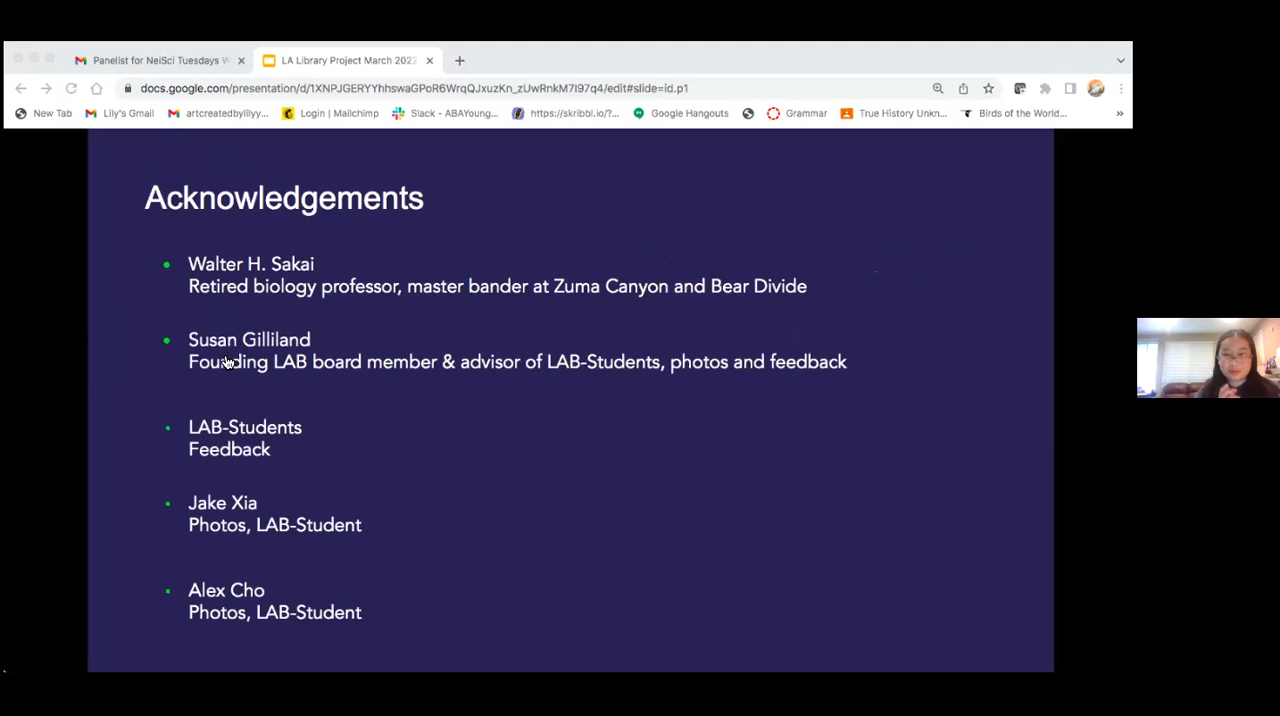 Panelist for NeiSci Tuesdays W
LA Library Project March 2022
docs.google.com/presentation/d/1XNPJGERYYhhswaGPoR6WrqQJxuzKn_zUwRnkM7I97q4/edit#slide=id.p1
New Tab
Lily's Gmail
artcreatedbylilyy...
Login | Mailchimp
Slack - ABAYoung...
https://skribbl.io/?...
Google Hangouts
Grammar
True History Unkn...
Birds of the World...
Acknowledgements
Walter H. Sakai
Retired biology professor, master bander at Zuma Canyon and Bear Divide
Susan Gilliland
Founding LAB board member & advisor of LAB-Students, photos and feedback
LAB-Students
Feedback
Jake Xia
Photos, LAB-Student
Alex Cho
Photos, LAB-Student